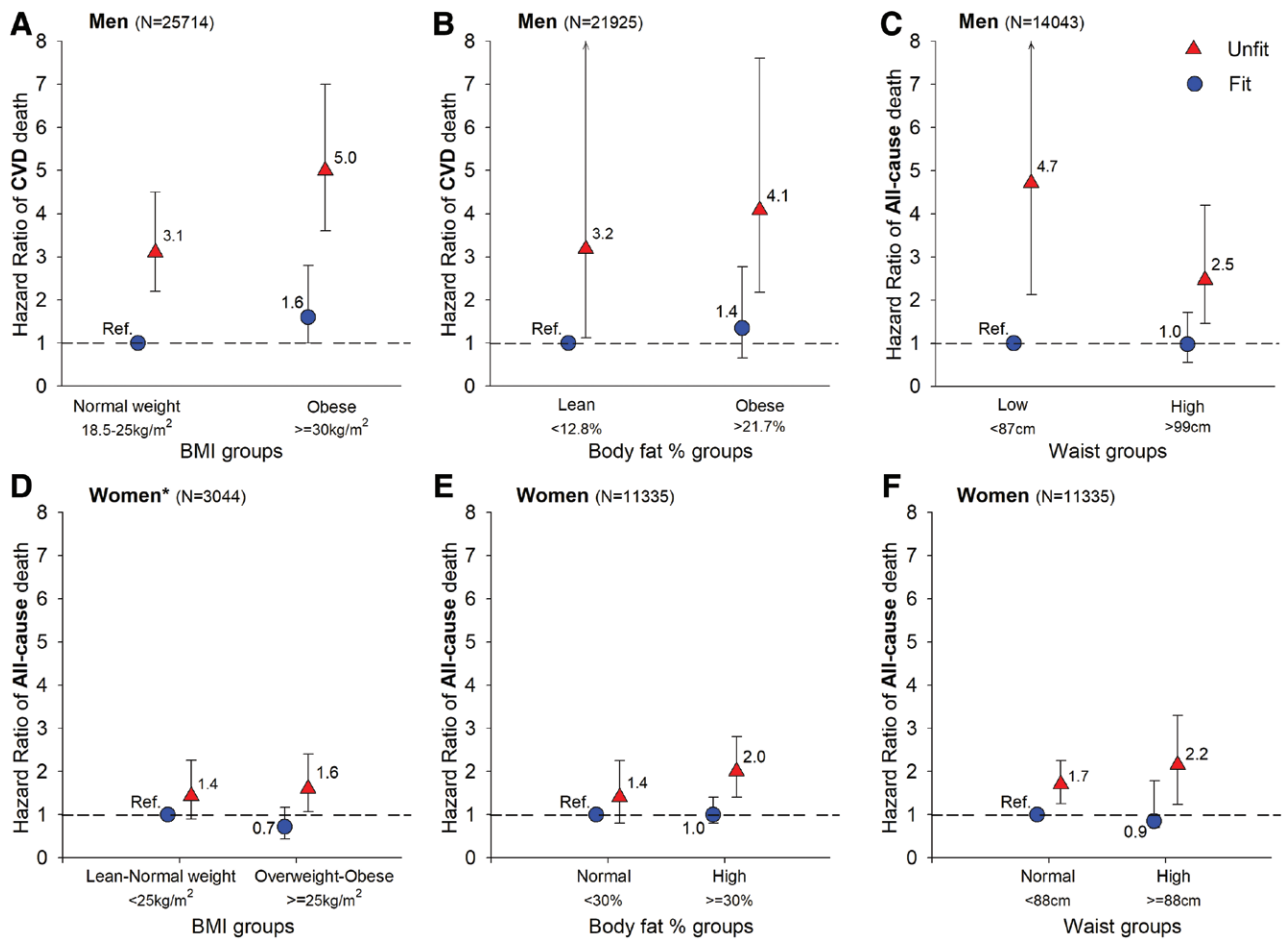 A Men (N=25714)
Hazard Ratio of CVD death
8
7
6
5
4
3
2
1
0
3.1
5.0
1.6
Ref.
Normal weight
18.5-25kg/m²
Obese
>=30kg/m²
BMI groups
B Men (N=21925)
Hazard Ratio of CVD death
8
7
6
5
4
3
2
1
0
3.2
4.1
1.4
Ref.
Lean
<12.8%
Obese
>21.7%
Body fat % groups
C Men (N=14043)
Hazard Ratio of All-cause death
8
7
6
5
4
3
2
1
0
Unfit
Fit
4.7
2.5
1.0
Ref.
Low
<87cm
High
>99cm
Waist groups
D Women* (N=3044)
Hazard Ratio of All-cause death
8
7
6
5
4
3
2
1
0
1.4
1.6
Ref.
0.7
Lean-Normal weight
<25kg/m²
Overweight-Obese
>=25kg/m²
BMI groups
E Women (N=11335)
Hazard Ratio of All-cause death
8
7
6
5
4
3
2
1
0
1.4
2.0
Ref.
1.0
Normal
<30%
High
>=30%
Body fat % groups
F Women (N=11335)
Hazard Ratio of All-cause death
8
7
6
5
4
3
2
1
0
1.7
2.2
Ref.
0.9
Normal
<88cm
High
>=88cm
Waist groups